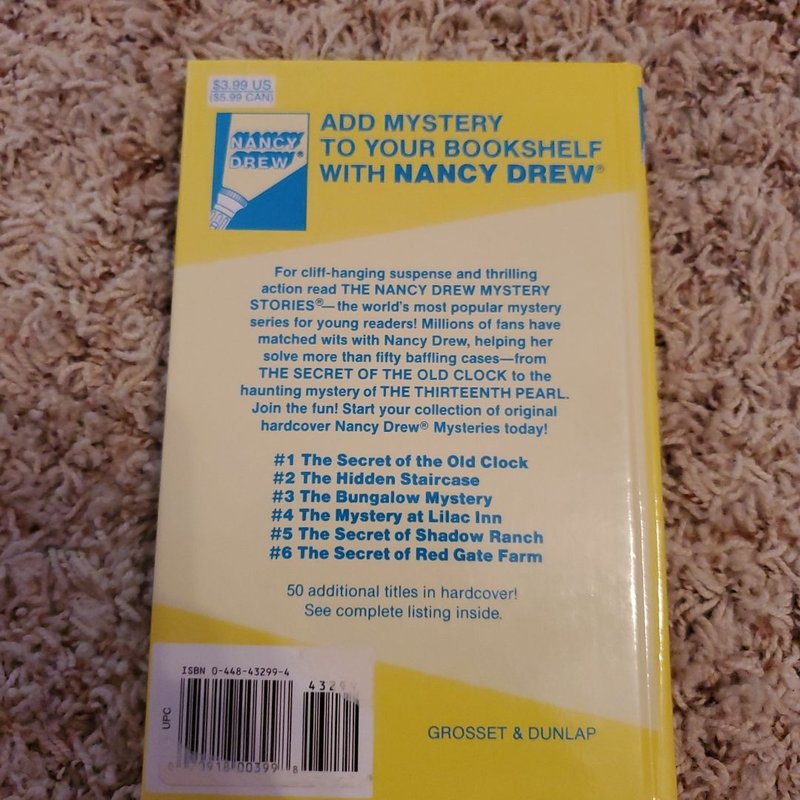 $3.99 US
($5.99 CAN)
NANCY
DREW®
ADD MYSTERY
TO YOUR BOOKSHELF
WITH NANCY DREW®
For cliff-hanging suspense and thrilling
action read THE NANCY DREW MYSTERY
STORIES®—the world's most popular mystery
series for young readers! Millions of fans have
matched wits with Nancy Drew, helping her
solve more than fifty baffling cases—from
THE SECRET OF THE OLD CLOCK to the
haunting mystery of THE THIRTEENTH PEARL.
Join the fun! Start your collection of original
hardcover Nancy Drew® Mysteries today!
#1 The Secret of the Old Clock
#2 The Hidden Staircase
#3 The Bungalow Mystery
#4 The Mystery at Lilac Inn
#5 The Secret of Shadow Ranch
#6 The Secret of Red Gate Farm
50 additional titles in hardcover!
See complete listing inside.
ISBN 0-448-43299-4
UPC
GROSSET & DUNLAP